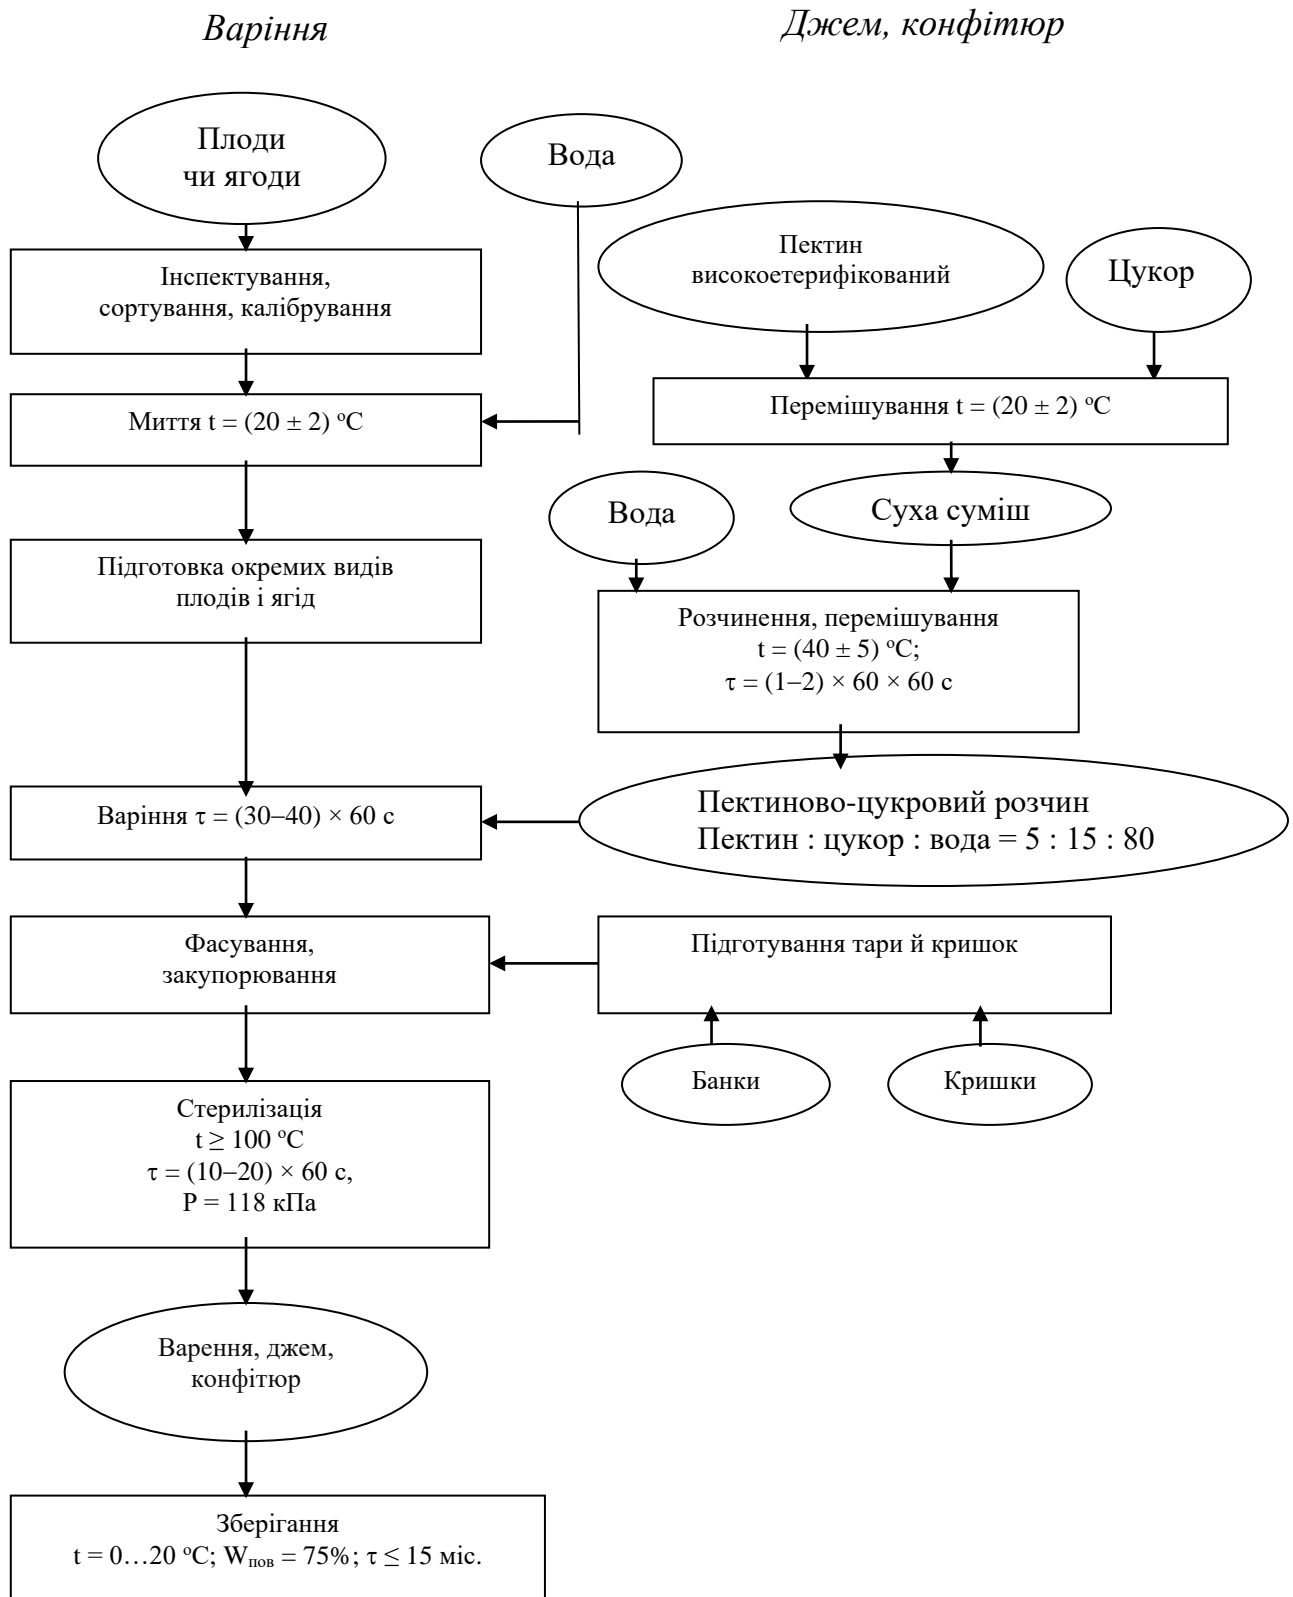 Варіння
Джем, конфітюр
Плоди
чи ягоди
Вода
Пектин
високоетерифікований
Цукор
Інспектування,
сортування, калібрування
Миття t = (20 ± 2) ºС
Перемішування t = (20 ± 2) ºС
Вода
Суха суміш
Підготовка окремих видів
плодів і ягід
Розчинення, перемішування
t = (40 ± 5) ºС;
τ = (1–2) × 60 × 60 с
Варіння τ = (30–40) × 60 с
Пектиново-цукровий розчин
Пектин : цукор : вода = 5 : 15 : 80
Фасування,
закупорювання
Підготування тари й кришок
Банки
Кришки
Стерилізація
t ≥ 100 ºС
τ = (10–20) × 60 с,
Р = 118 кПа
Варення, джем,
конфітюр
Зберігання
t = 0…20 ºС; Wпов = 75%; τ ≤ 15 міс.